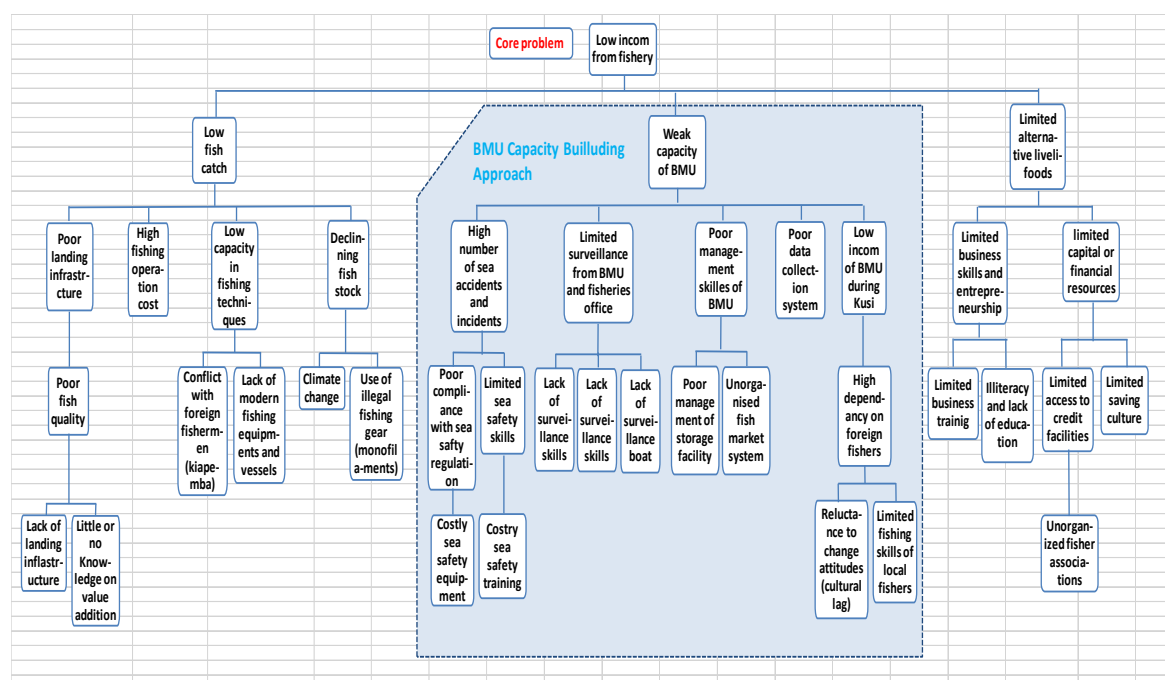 Core problem
Low incom
from fishery
Low
fish
catch
BMU Capacity Builluding
Approach
Weak
capacity
of BMU
Limited
alterna-
tive liveli-
foods
Poor
landing
infrastr-
cture
High
fishing
operation
cost
Low
capacity
in
fishing
techni-
ques
Declin-
ning
fish
stock
High
number
of sea
accidents
and
incidents
Limited
surveillance
from BMU
and fisheries
office
Poor
manage-
ment
skilles of
BMU
Poor
data
collect-
ion
system
Low
incom
of BMU
during
Kusi
Limited
business
skills and
entrepre-
neurship
limited
capital or
financial
resources
Poor
fish
quality
Conflict
with
foreign
fisherm-
en
(kiape-
mba)
Lack of
modern
fishing
equipm-
ents and
vessels
Climate
change
Use of
illegal
fishing
gear
(monofil
a-ments)
Poor
compli-
ance
with sea
safty
regulati-
on
Limited
sea
safety
skills
Lack
of
survei-
llance
skills
Lack
of
survei-
llance
skills
Lack
of
survei-
llance
boat
Poor
manage
ment of
storage
facility
Unorga-
nised
fish
market
system
High
depend-
ancy on
foreign
fishers
Limited
business
trainig
Illiteracy
and lack
of educa-
tion
Limited
access to
credit
facilities
Limited
saving
culture
Lack of
landing
inflastr-
ucture
Little or
no Know-
ledge on
value
addition
Costly
sea
safety
equip-
ment
Costry
sea
safety
training
Relucta-
nce to
change
attitudes
(cultural
lag)
Limited
fishing
skills of
local
fishers
Unorgan-
ized fisher
associa-
tions